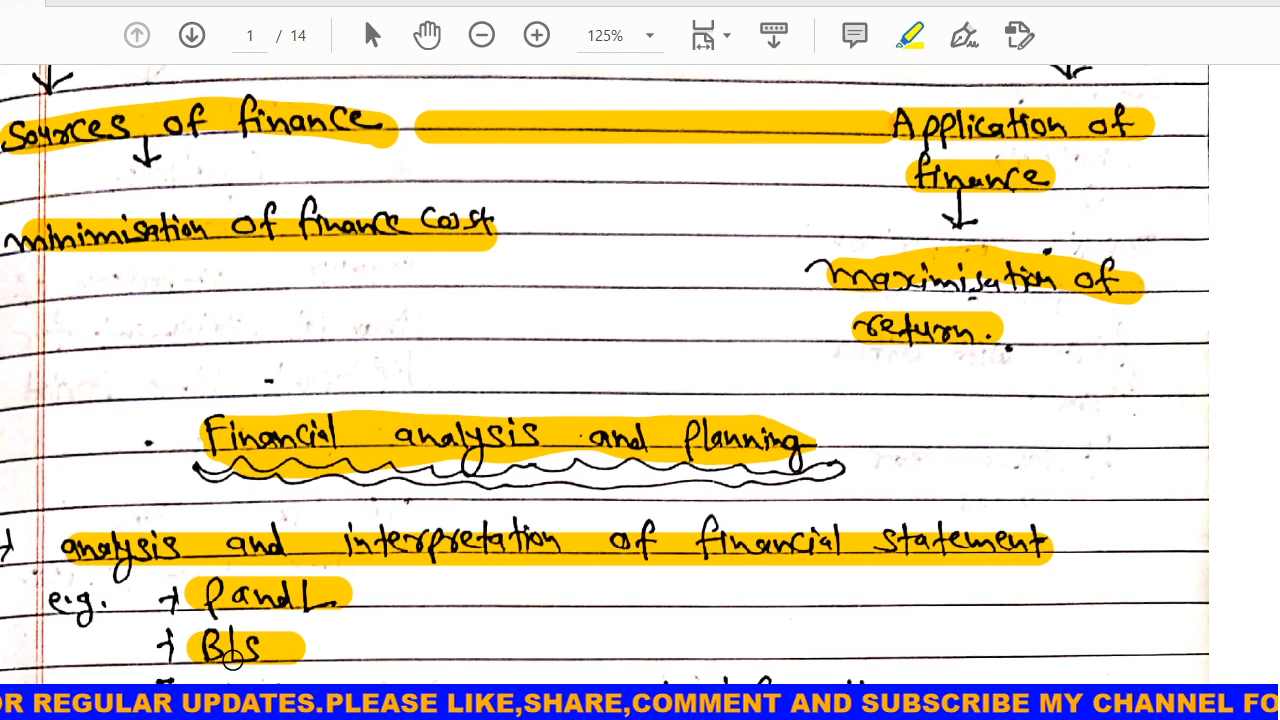 1 / 14 125%
Sources of finance Application of
finance
minimisation of finance cost
maximisation of
return.
Financial analysis and planning
analysis and interpretation of financial statement
e.g. → P and L
→ B/S
OR REGULAR UPDATES.PLEASE LIKE,SHARE,COMMENT AND SUBSCRIBE MY CHANNEL FO